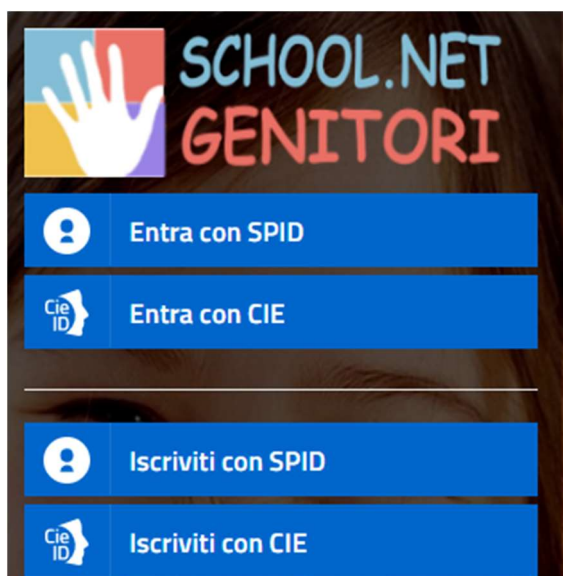 SCHOOL.NET
GENITORI
Entra con SPID
Cie
ID
Entra con CIE
Iscriviti con SPID
Cie
ID
Iscriviti con CIE